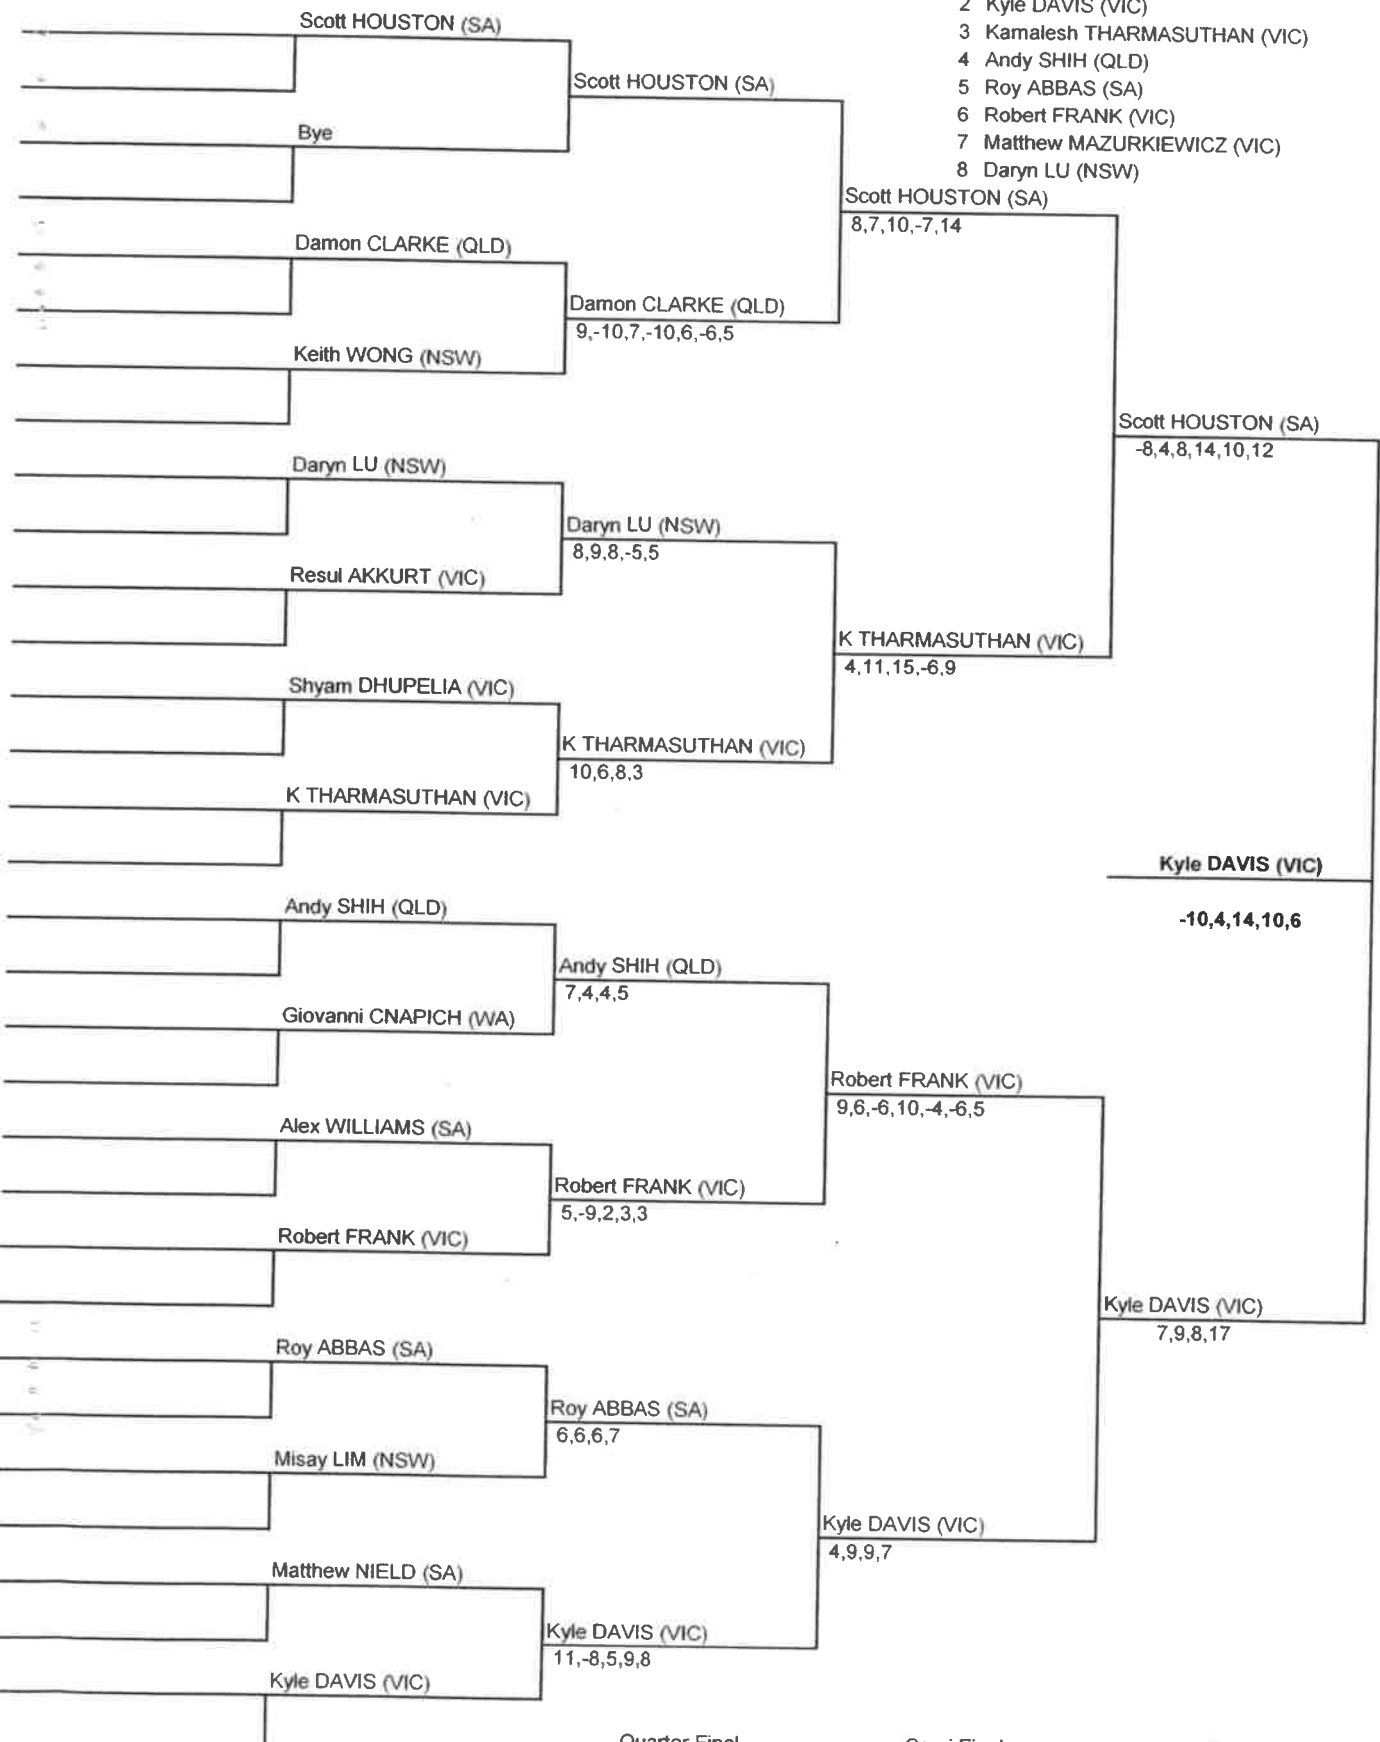 2 Kyle DAVIS (VIC)
3 Kamalesh THARMASUTHAN (VIC)
4 Andy SHIH (QLD)
5 Roy ABBAS (SA)
6 Robert FRANK (VIC)
7 Matthew MAZURKIEWICZ (VIC)
8 Daryn LU (NSW)
Scott HOUSTON (SA)
Scott HOUSTON (SA)
Bye
Scott HOUSTON (SA)
8,7,10,-7,14
Damon CLARKE (QLD)
Damon CLARKE (QLD)
9,-10,7,-10,6,-6,5
Keith WONG (NSW)
Scott HOUSTON (SA)
-8,4,8,14,10,12
Daryn LU (NSW)
Daryn LU (NSW)
8,9,8,-5,5
Resul AKKURT (VIC)
K THARMASUTHAN (VIC)
4,11,15,-6,9
Shyam DHUPELIA (VIC)
K THARMASUTHAN (VIC)
10,6,8,3
K THARMASUTHAN (VIC)
Kyle DAVIS (VIC)
-10,4,14,10,6
Andy SHIH (QLD)
Andy SHIH (QLD)
7,4,4,5
Giovanni CNAPICH (WA)
Robert FRANK (VIC)
9,6,-6,10,-4,-6,5
Alex WILLIAMS (SA)
Robert FRANK (VIC)
5,-9,2,3,3
Robert FRANK (VIC)
Kyle DAVIS (VIC)
7,9,8,17
Roy ABBAS (SA)
Roy ABBAS (SA)
6,6,6,7
Misay LIM (NSW)
Kyle DAVIS (VIC)
4,9,9,7
Matthew NIELD (SA)
Kyle DAVIS (VIC)
11,-8,5,9,8
Kyle DAVIS (VIC)
Quarter Final